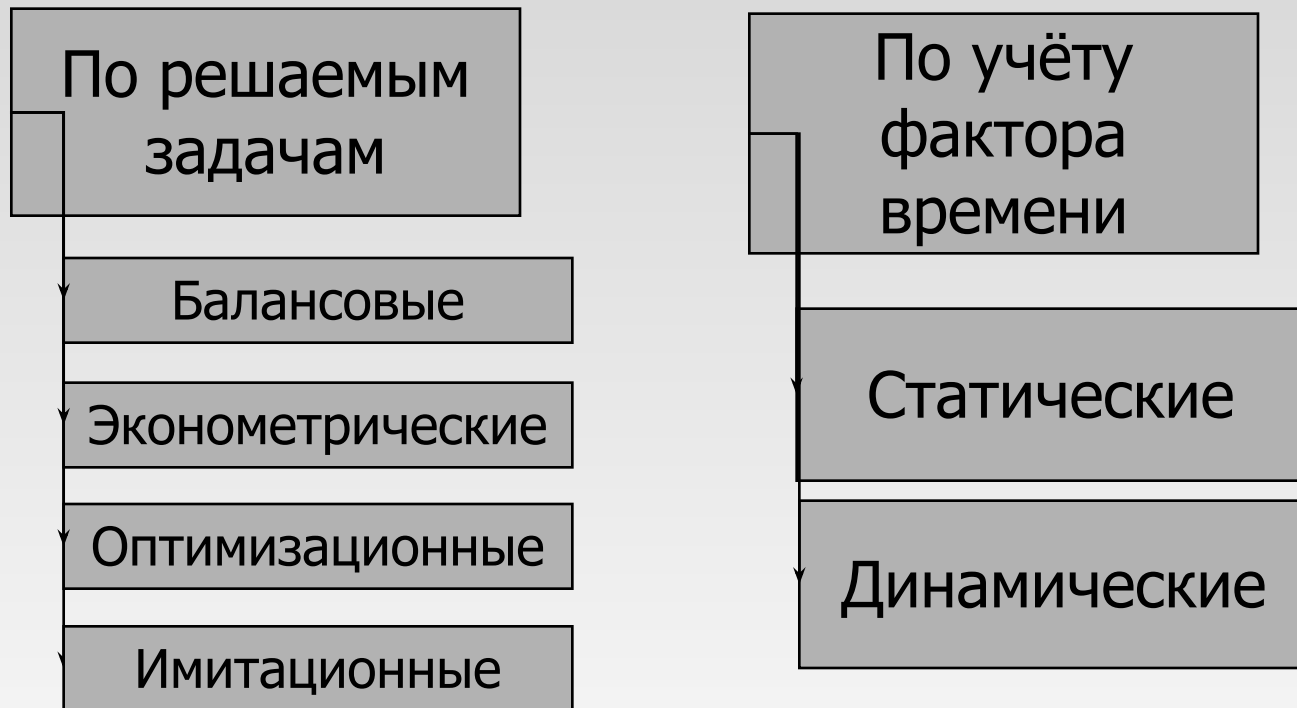 По решаемым
задачам
Балансовые
Эконометрические
Оптимизационные
Имитационные
По учёту
фактора
времени
Статические
Динамические